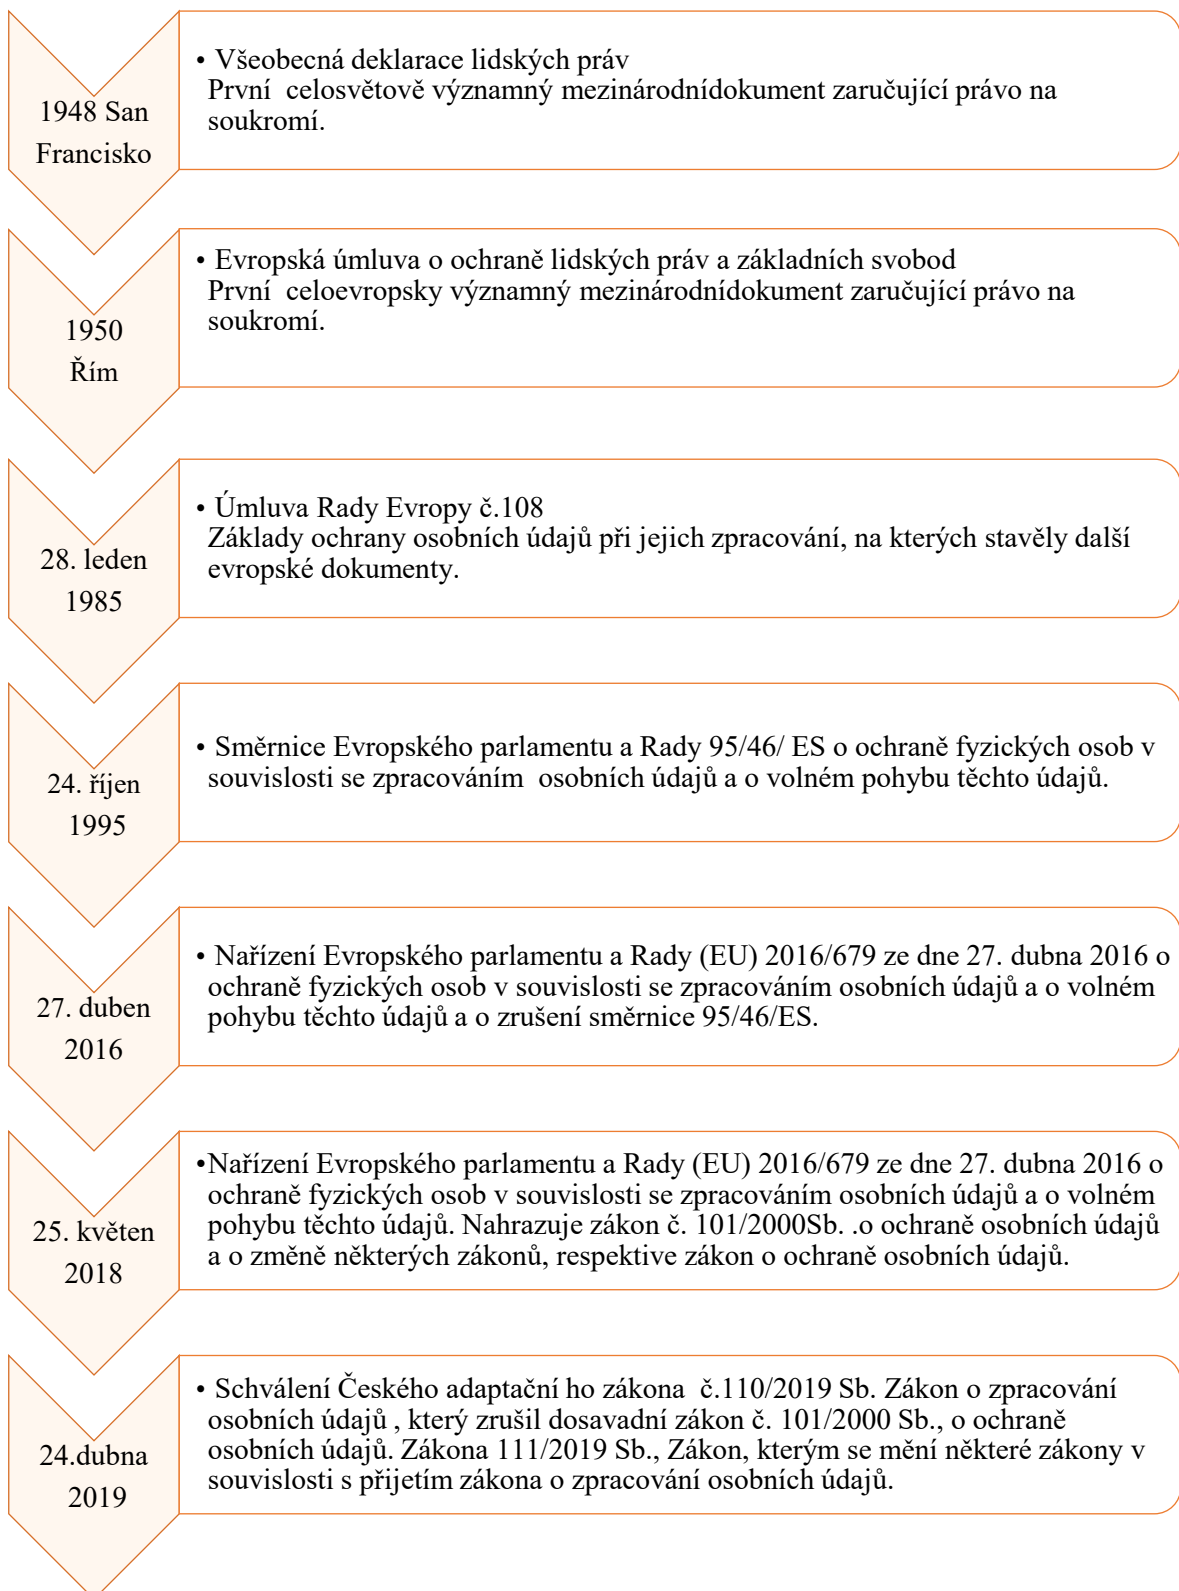 1948 San
Francisko
• Všeobecná deklarace lidských práv
První  celosvětově významný mezinárodnídokument zaručující právo na
soukromí.
1950
Řím
• Evropská úmluva o ochraně lidských práv a základních svobod
První  celoevropsky významný mezinárodnídokument zaručující právo na
soukromí.
28. leden
1985
• Úmluva Rady Evropy č.108
Základy ochrany osobních údajů při jejich zpracování, na kterých stavěly další
evropské dokumenty.
24. říjen
1995
• Směrnice Evropského parlamentu a Rady 95/46/ ES o ochraně fyzických osob v
souvislosti se zpracováním  osobních údajů a o volném pohybu těchto údajů.
27. duben
2016
• Nařízení Evropského parlamentu a Rady (EU) 2016/679 ze dne 27. dubna 2016 o
ochraně fyzických osob v souvislosti se zpracováním osobních údajů a o volném
pohybu těchto údajů a o zrušení směrnice 95/46/ES.
25. květen
2018
•Nařízení Evropského parlamentu a Rady (EU) 2016/679 ze dne 27. dubna 2016 o
ochraně fyzických osob v souvislosti se zpracováním osobních údajů a o volném
pohybu těchto údajů. Nahrazuje zákon č. 101/2000Sb. .o ochraně osobních údajů
a o změně některých zákonů, respektive zákon o ochraně osobních údajů.
24.dubna
2019
• Schválení Českého adaptační ho zákona  č.110/2019 Sb. Zákon o zpracování
osobních údajů , který zrušil dosavadní zákon č. 101/2000 Sb., o ochraně
osobních údajů. Zákona 111/2019 Sb., Zákon, kterým se mění některé zákony v
souvislosti s přijetím zákona o zpracování osobních údajů.